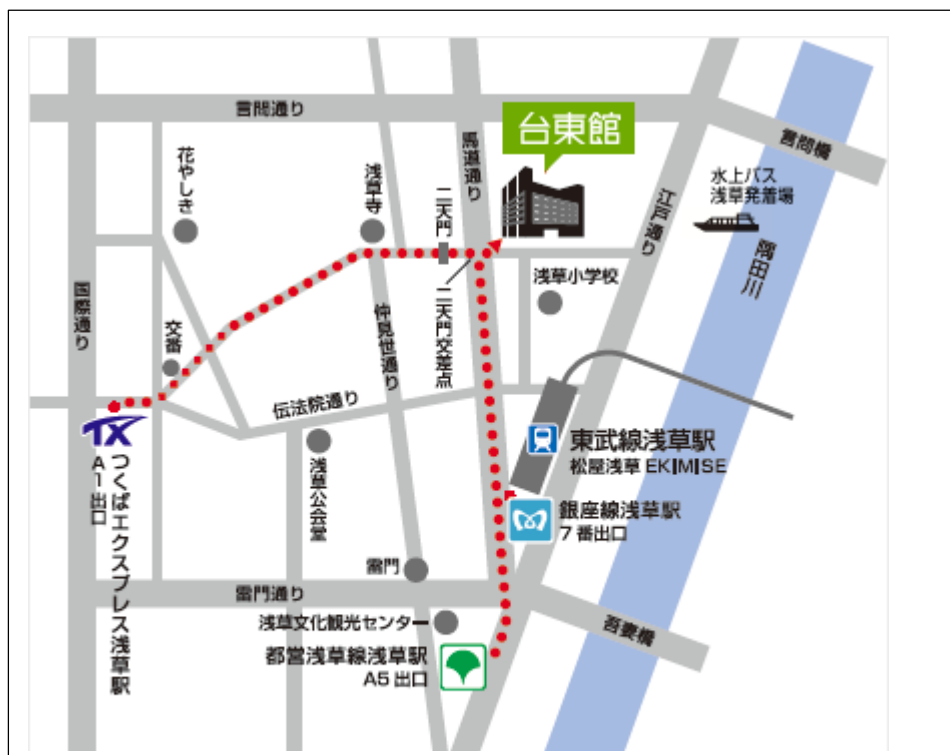 言問通り
台東館
馬道通り
言問橋
花やしき
浅草寺
二天門
水上バス
浅草発着場
江戸通り
隅田川
国際通り
交番
仲見世通り
二天門交差点
浅草小学校
伝法院通り
TX
A1出口
つくばエクスプレス浅草駅
浅草公会堂
東武線浅草駅
松屋浅草 EKIMISE
銀座線浅草駅
7番出口
雷門
雷門通り
浅草文化観光センター
吾妻橋
都営浅草線浅草駅
A5 出口